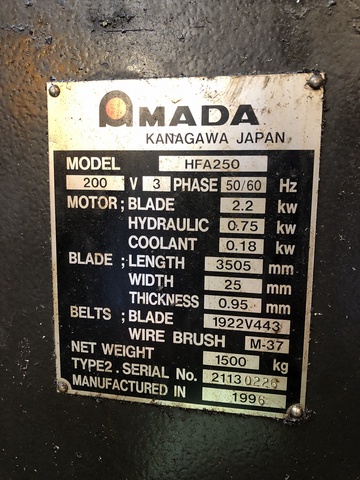 AMADA
KANAGAWA JAPAN
MODEL HFA250
200 V 3 PHASE 50/60 Hz
MOTOR; BLADE 2.2 kw
HYDRAULIC 0.75 kw
COOLANT 0.18 kw
BLADE; LENGTH 3505 mm
WIDTH 25 mm
THICKNESS 0.95 mm
BELTS; BLADE 1922V443
WIRE BRUSH M-37
NET WEIGHT 1500 kg
TYPE2. SERIAL No. 21130226
MANUFACTURED IN 1996